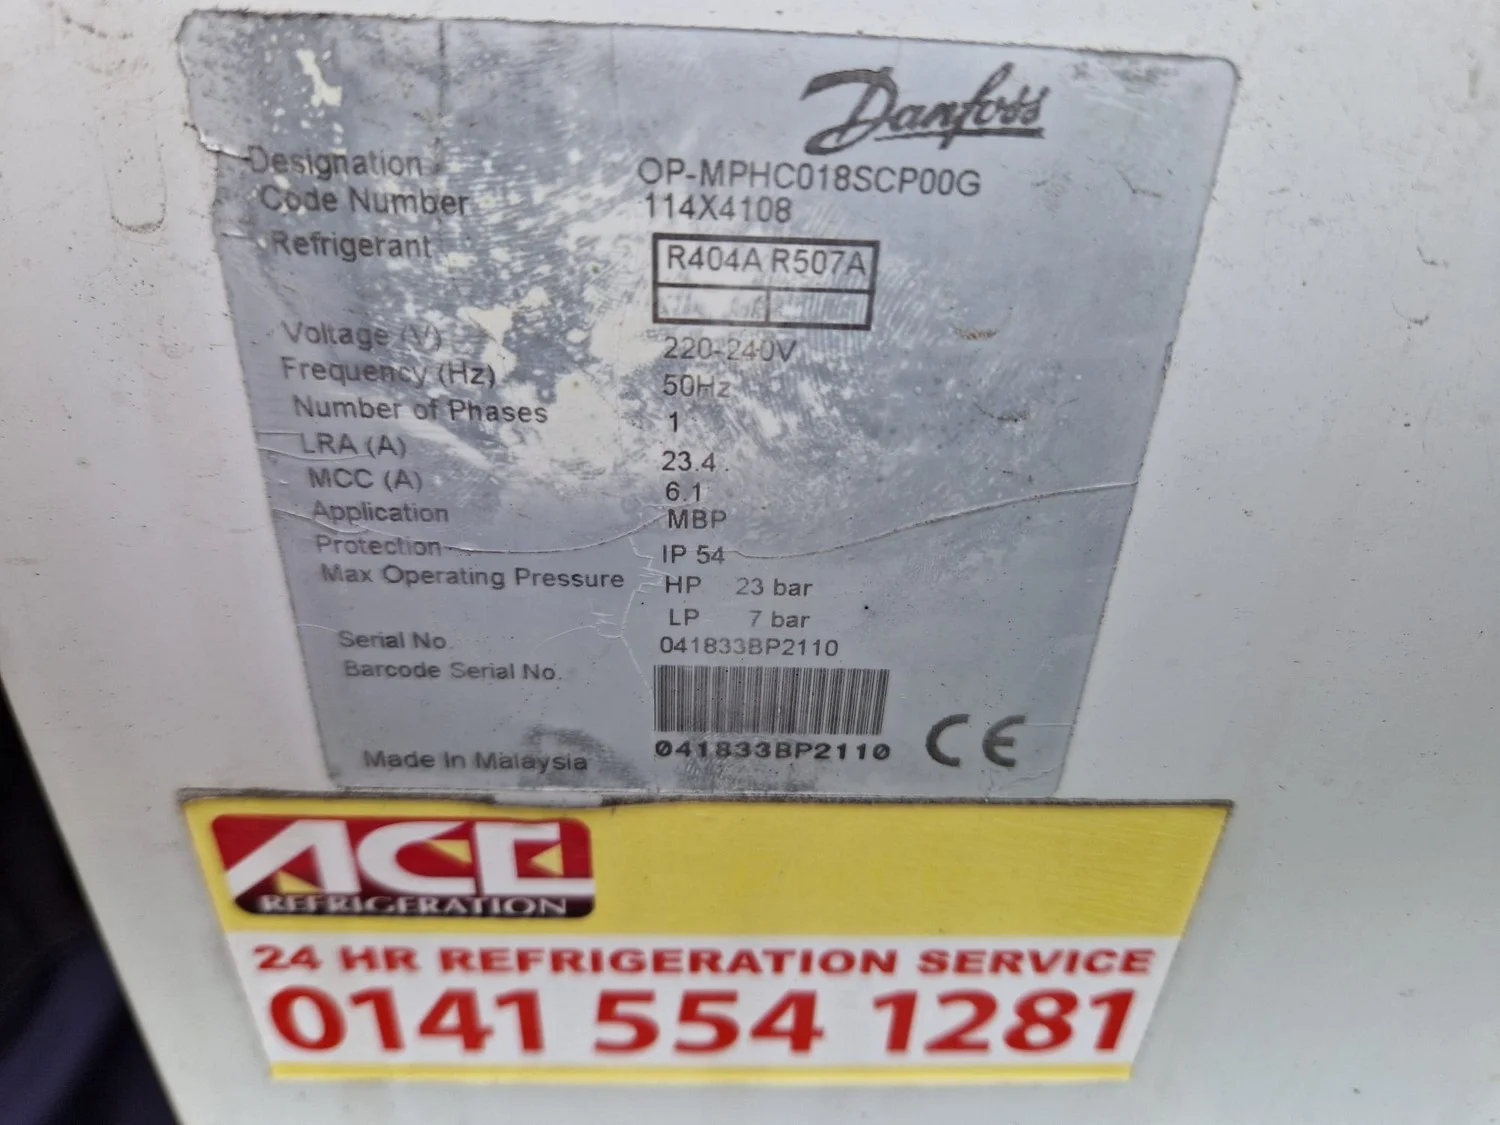 Danfoss
Designation OP-MPHC018SCP00G
Code Number 114X4108
Refrigerant R404A R507A
Voltage (V) 220-240V
Frequency (Hz) 50Hz
Number of Phases 1
LRA (A) 23.4
MCC (A) 6.1
Application MBP
Protection IP 54
Max Operating Pressure HP 23 bar
LP 7 bar
Serial No. 041833BP2110
Barcode Serial No.
041833BP2110
Made In Malaysia
CE
ACE
REFRIGERATION
24 HR REFRIGERATION SERVICE
0141 554 1281